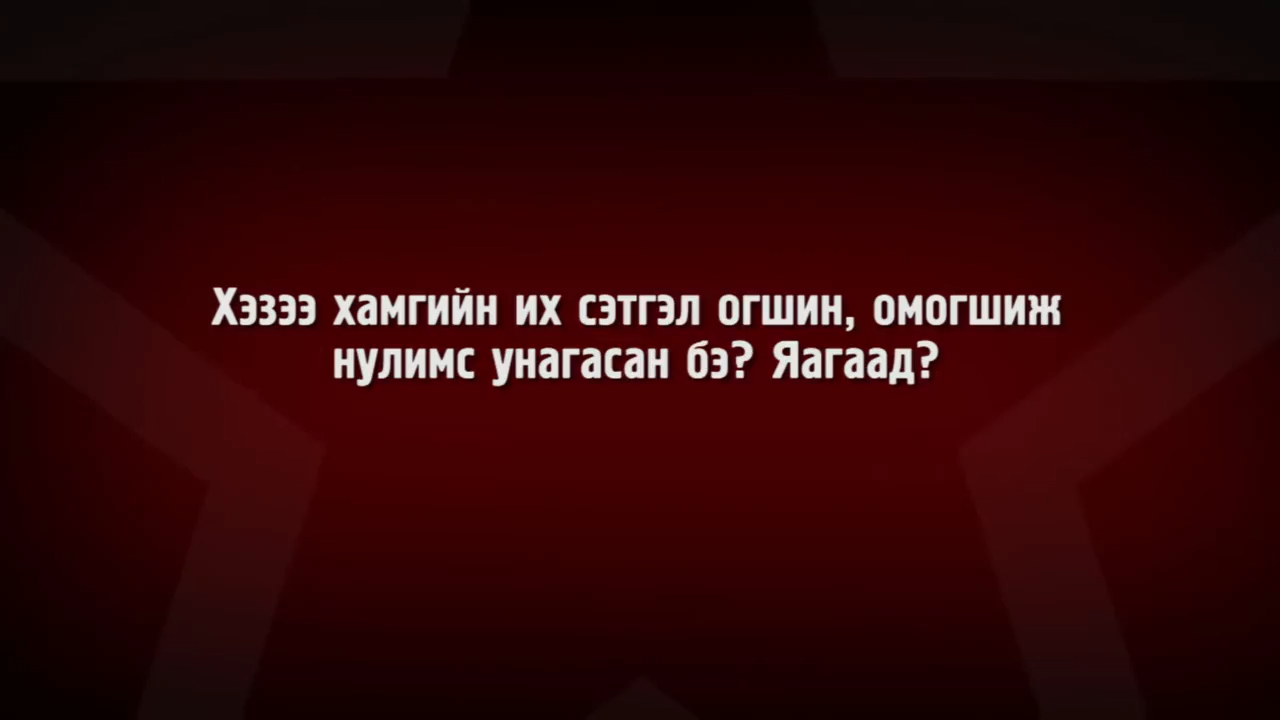 Хэзээ хамгийн их сэтгэл огшин, омогшиж
нулимс унагасан бэ? Яагаад?